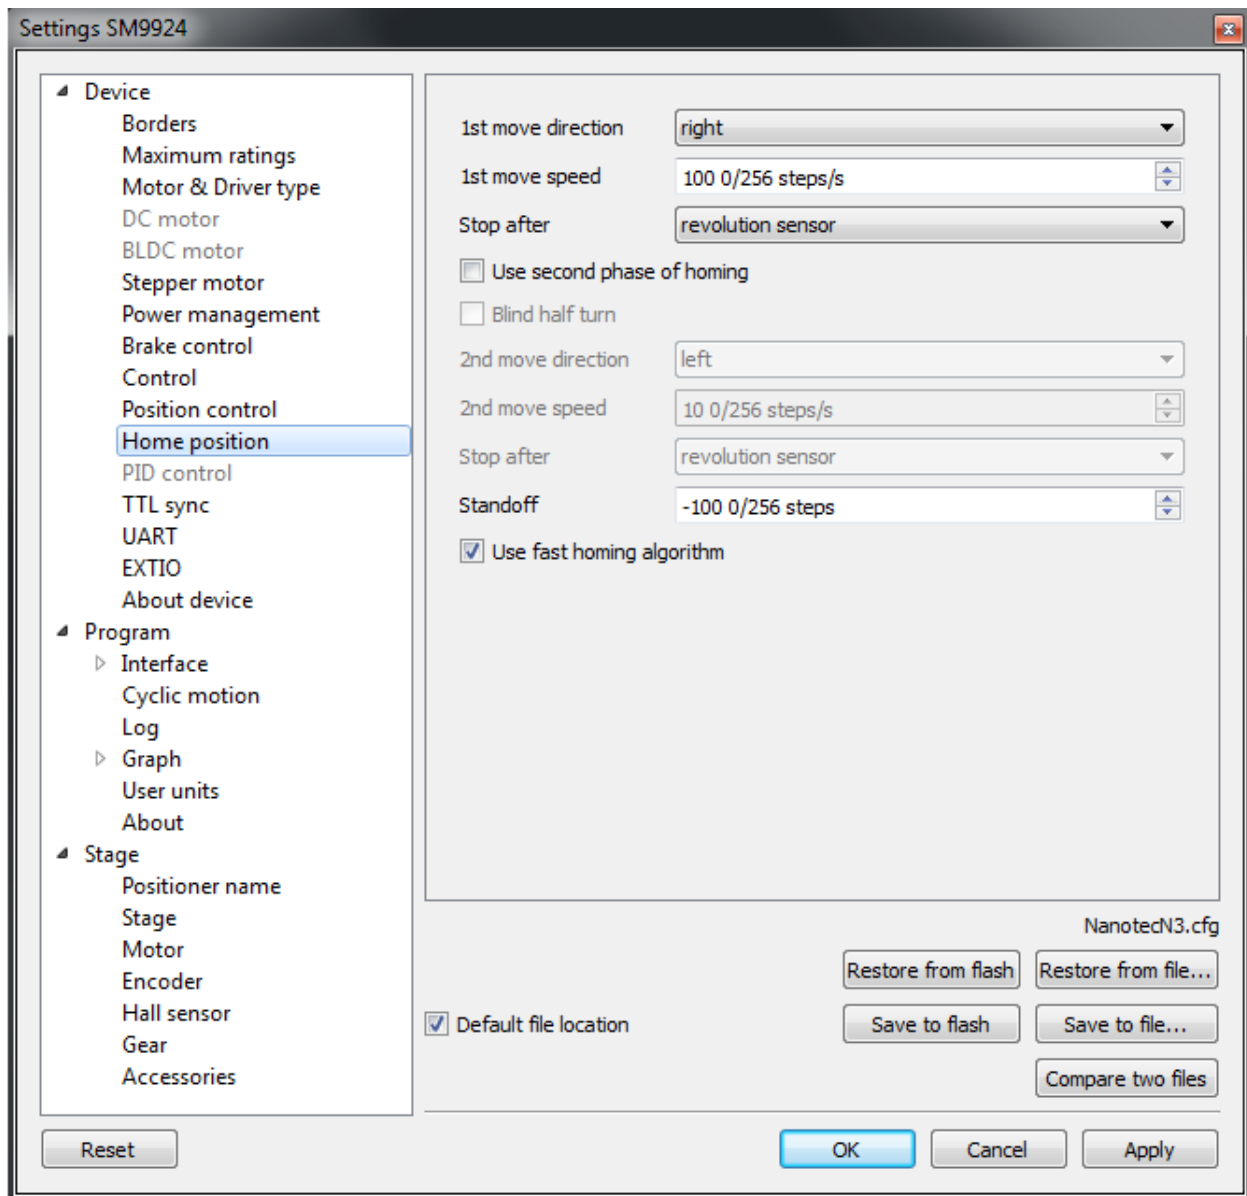 Settings SM9924
Device
Borders
Maximum ratings
Motor & Driver type
DC motor
BLDC motor
Stepper motor
Power management
Brake control
Control
Position control
Home position
PID control
TTL sync
UART
EXTIO
About device
Program
Interface
Cyclic motion
Log
Graph
User units
About
Stage
Positioner name
Stage
Motor
Encoder
Hall sensor
Gear
Accessories
1st move direction right
1st move speed 100 0/256 steps/s
Stop after revolution sensor
Use second phase of homing
Blind half turn
2nd move direction left
2nd move speed 10 0/256 steps/s
Stop after revolution sensor
Standoff -100 0/256 steps
Use fast homing algorithm
NanotecN3.cfg
Restore from flash Restore from file...
Default file location Save to flash Save to file...
Compare two files
Reset OK Cancel Apply